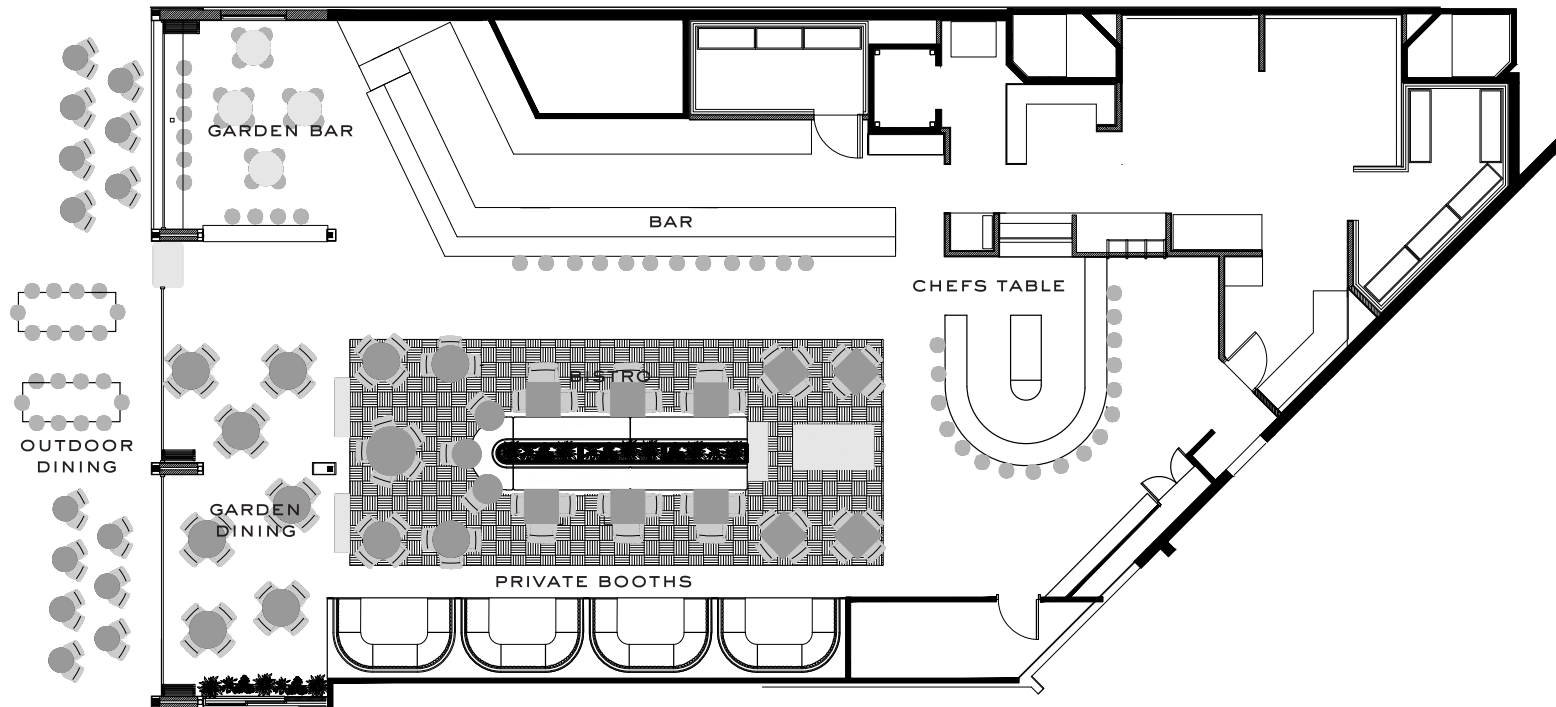 GARDEN BAR
BAR
CHEFS TABLE
BISTRO
OUTDOOR
DINING
GARDEN
DINING
PRIVATE BOOTHS